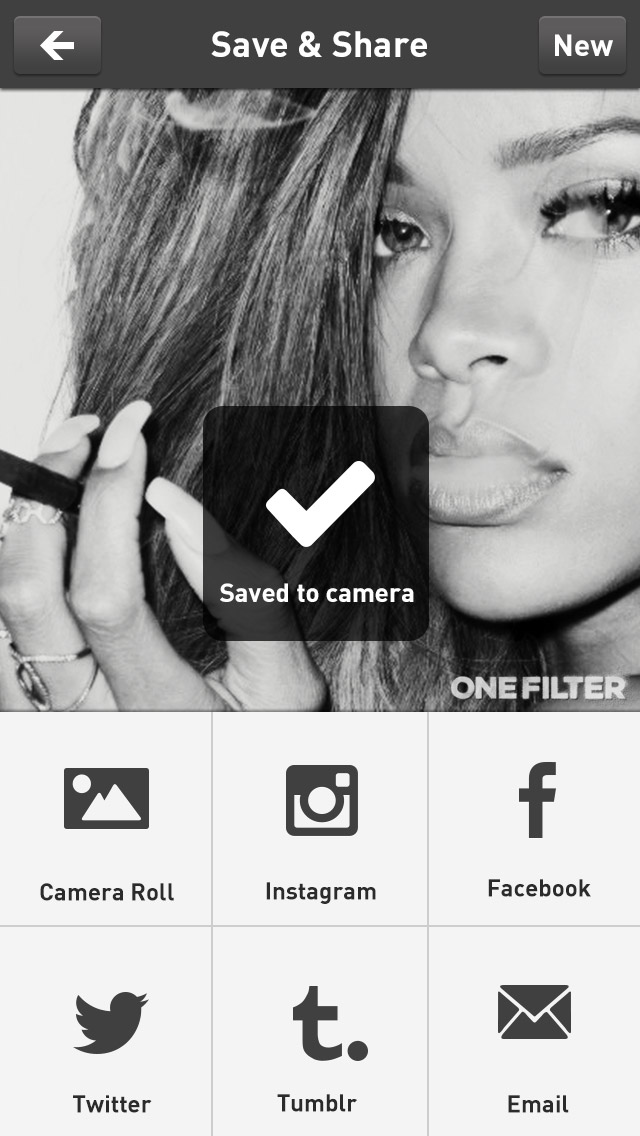 Save & Share
New
Saved to camera
ONE FILTER
Camera Roll
Instagram
Facebook
Twitter
Tumblr
Email